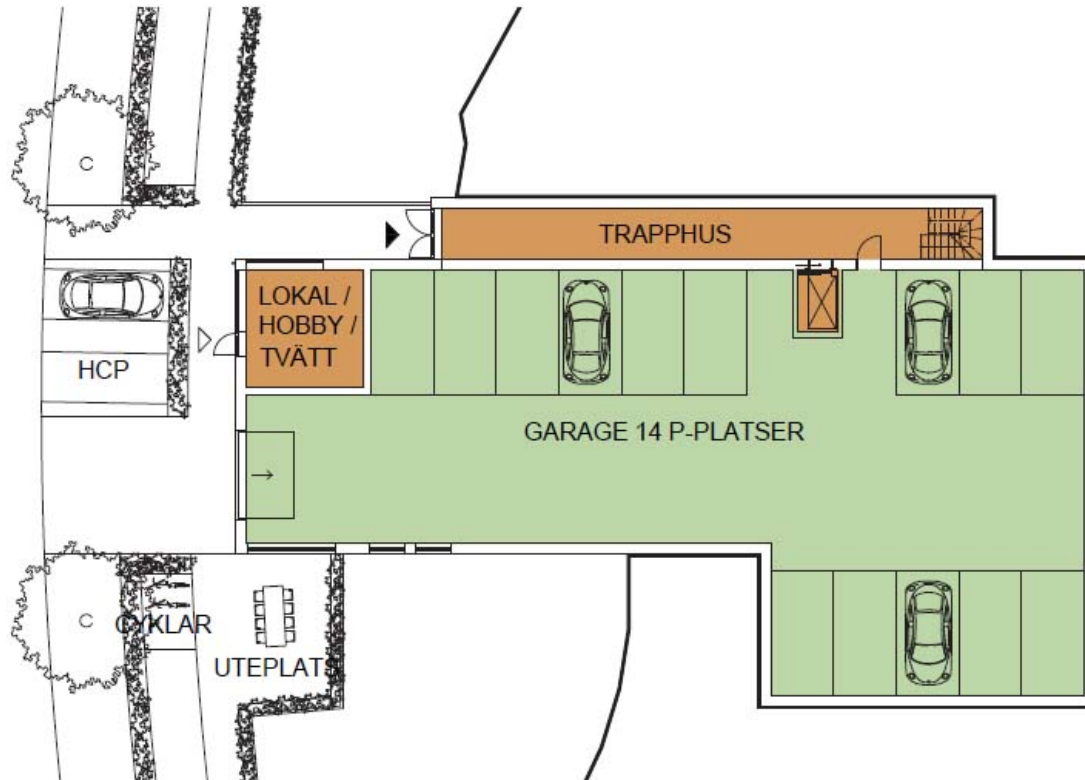 C
TRAPPHUS
LOKAL /
HOBBY /
TVÄTT
HCP
GARAGE 14 P-PLATSER
C
CYKLAR
UTEPLATS